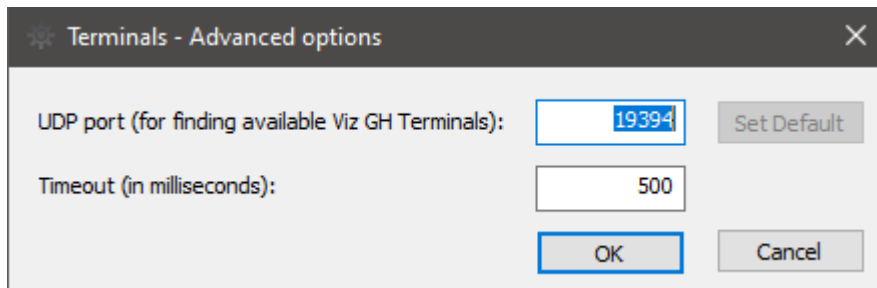 Terminals - Advanced options
UDP port (for finding available Viz GH Terminals): 19394 Set Default
Timeout (in milliseconds): 500
OK Cancel